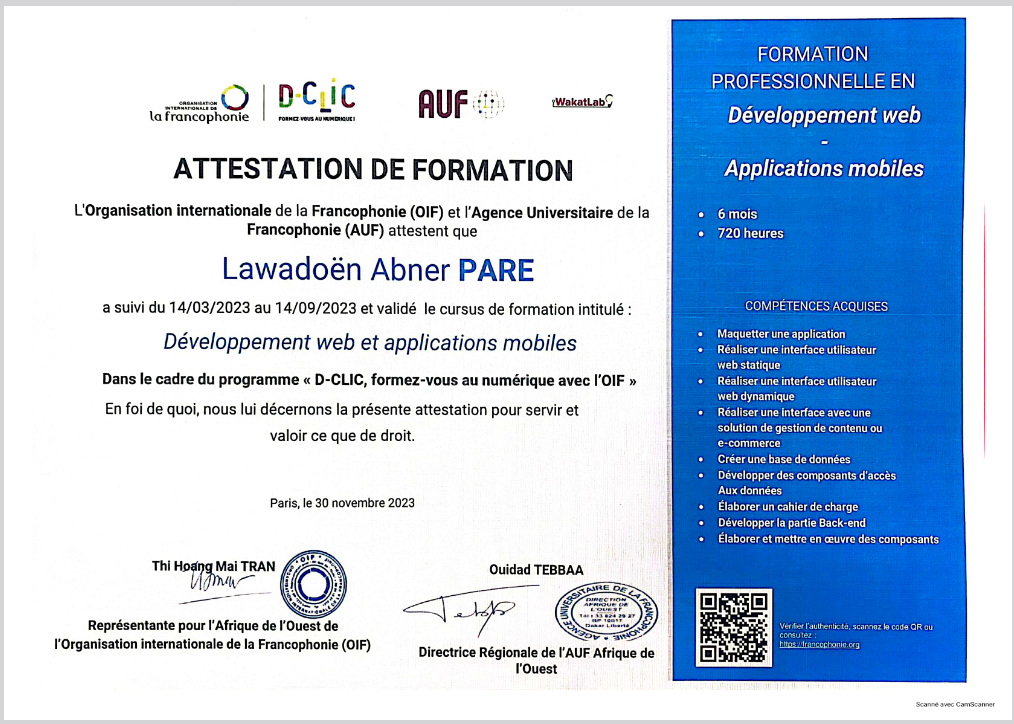 ORGANISATION
INTERNATIONALE DE
la francophonie
D-CLIC
FORMEZ-VOUS AU NUMÉRIQUE !
AUF
WakatLab
ATTESTATION DE FORMATION
L'Organisation internationale de la Francophonie (OIF) et l'Agence Universitaire de la
Francophonie (AUF) attestent que
Lawadoën Abner PARE
a suivi du 14/03/2023 au 14/09/2023 et validé le cursus de formation intitulé :
Développement web et applications mobiles
Dans le cadre du programme « D-CLIC, formez-vous au numérique avec l'OIF »
En foi de quoi, nous lui décernons la présente attestation pour servir et
valoir ce que de droit.
Paris, le 30 novembre 2023
Thi Hoang Mai TRAN
OIF
Représentante pour l'Afrique de l'Ouest de
l'Organisation internationale de la Francophonie (OIF)
Ouidad TEBBAA
AGENCE UNIVERSITAIRE DE LA FRANCOPHONIE
DIRECTION
AFRIQUE DE
L'OUEST
BP 10017
Dakar Liberté
Directrice Régionale de l'AUF Afrique de
l'Ouest
FORMATION
PROFESSIONNELLE EN
Développement web
-
Applications mobiles
• 6 mois
• 720 heures
COMPÉTENCES ACQUISES
• Maquetter une application
• Réaliser une interface utilisateur
web statique
• Réaliser une interface utilisateur
web dynamique
• Réaliser une interface avec une
solution de gestion de contenu ou
e-commerce
• Créer une base de données
• Développer des composants d'accès
Aux données
• Élaborer un cahier de charge
• Développer la partie Back-end
• Élaborer et mettre en œuvre des composants
Vérifier l'authenticité, scannez le code QR ou
consultez :
https://francophonie.org
Scanné avec CamScanner